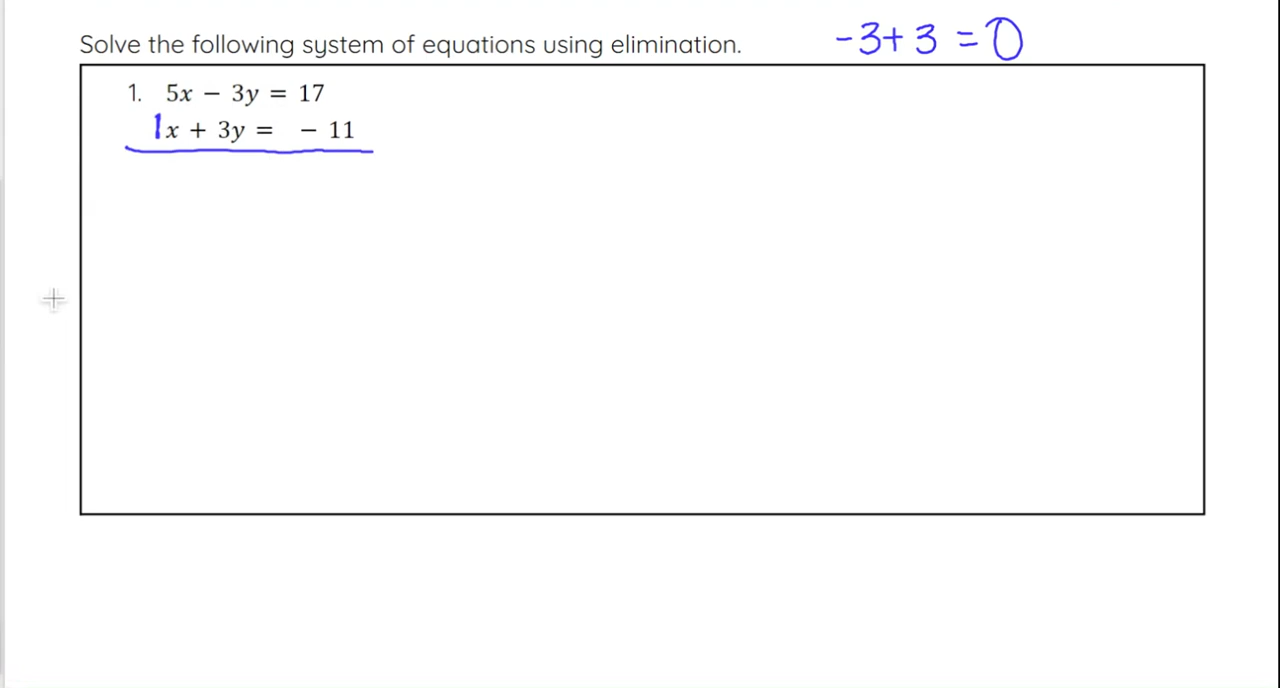 Solve the following system of equations using elimination. -3+3 = 0
1. 5x − 3y = 17
1x + 3y = − 11